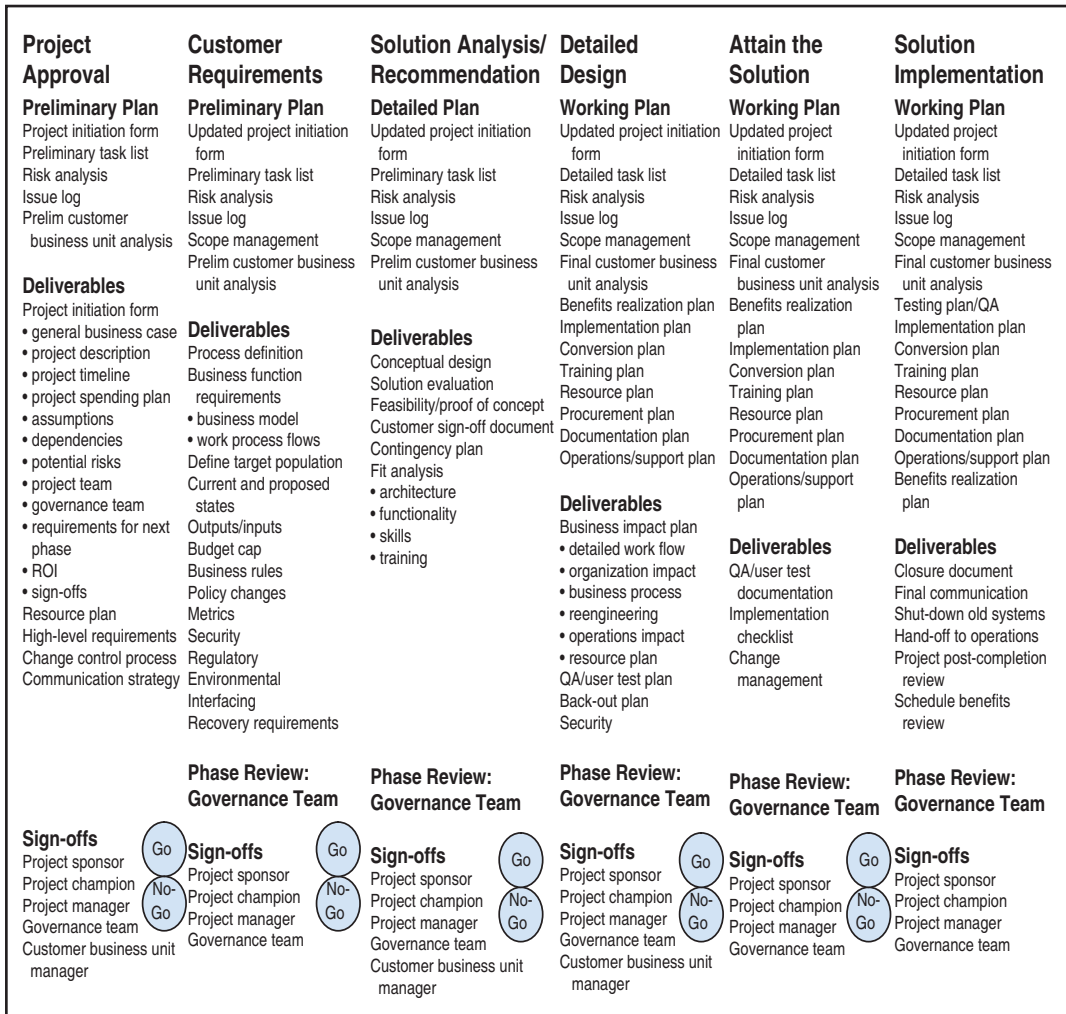 Project
Approval
Preliminary Plan
Project initiation form
Preliminary task list
Risk analysis
Issue log
Prelim customer
business unit analysis
Deliverables
Project initiation form
• general business case
• project description
• project timeline
• project spending plan
• assumptions
• dependencies
• potential risks
• project team
• governance team
• requirements for next
phase
• ROI
• sign-offs
Resource plan
High-level requirements
Change control process
Communication strategy
Sign-offs
Project sponsor
Project champion
Project manager
Governance team
Customer business unit
manager
Go
No-
Go
Customer
Requirements
Preliminary Plan
Updated project initiation
form
Preliminary task list
Risk analysis
Issue log
Scope management
Prelim customer business
unit analysis
Deliverables
Process definition
Business function
requirements
• business model
• work process flows
Define target population
Current and proposed
states
Outputs/inputs
Budget cap
Business rules
Policy changes
Metrics
Security
Regulatory
Environmental
Interfacing
Recovery requirements
Phase Review:
Governance Team
Sign-offs
Project sponsor
Project champion
Project manager
Governance team
Go
No-
Go
Solution Analysis/
Recommendation
Detailed Plan
Updated project initiation
form
Preliminary task list
Risk analysis
Issue log
Scope management
Prelim customer business
unit analysis
Deliverables
Conceptual design
Solution evaluation
Feasibility/proof of concept
Customer sign-off document
Contingency plan
Fit analysis
• architecture
• functionality
• skills
• training
Phase Review:
Governance Team
Sign-offs
Project sponsor
Project champion
Project manager
Governance team
Customer business unit
manager
Go
No-
Go
Detailed
Design
Working Plan
Updated project initiation
form
Detailed task list
Risk analysis
Issue log
Scope management
Final customer business
unit analysis
Benefits realization plan
Implementation plan
Conversion plan
Training plan
Resource plan
Procurement plan
Documentation plan
Operations/support plan
Deliverables
Business impact plan
• detailed work flow
• organization impact
• business process
• reengineering
• operations impact
• resource plan
QA/user test plan
Back-out plan
Security
Phase Review:
Governance Team
Sign-offs
Project sponsor
Project champion
Project manager
Governance team
Customer business unit
manager
Go
No-
Go
Attain the
Solution
Working Plan
Updated project
initiation form
Detailed task list
Risk analysis
Issue log
Scope management
Final customer
business unit analysis
Benefits realization
plan
Implementation plan
Conversion plan
Training plan
Resource plan
Procurement plan
Documentation plan
Operations/support
plan
Deliverables
QA/user test
documentation
Implementation
checklist
Change
management
Phase Review:
Governance Team
Sign-offs
Project sponsor
Project champion
Project manager
Governance team
Go
No-
Go
Solution
Implementation
Working Plan
Updated project
initiation form
Detailed task list
Risk analysis
Issue log
Scope management
Final customer business
unit analysis
Testing plan/QA
Implementation plan
Conversion plan
Training plan
Resource plan
Procurement plan
Documentation plan
Operations/support plan
Benefits realization
plan
Deliverables
Closure document
Final communication
Shut-down old systems
Hand-off to operations
Project post-completion
review
Schedule benefits
review
Phase Review:
Governance Team
Sign-offs
Project sponsor
Project champion
Project manager
Governance team